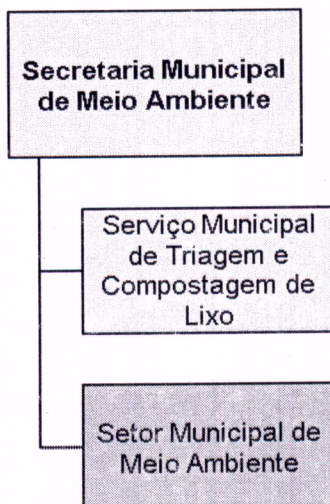 Secretaria Municipal
de Meio Ambiente
Serviço Municipal
de Triagem e
Compostagem de
Lixo
Setor Municipal de
Meio Ambiente